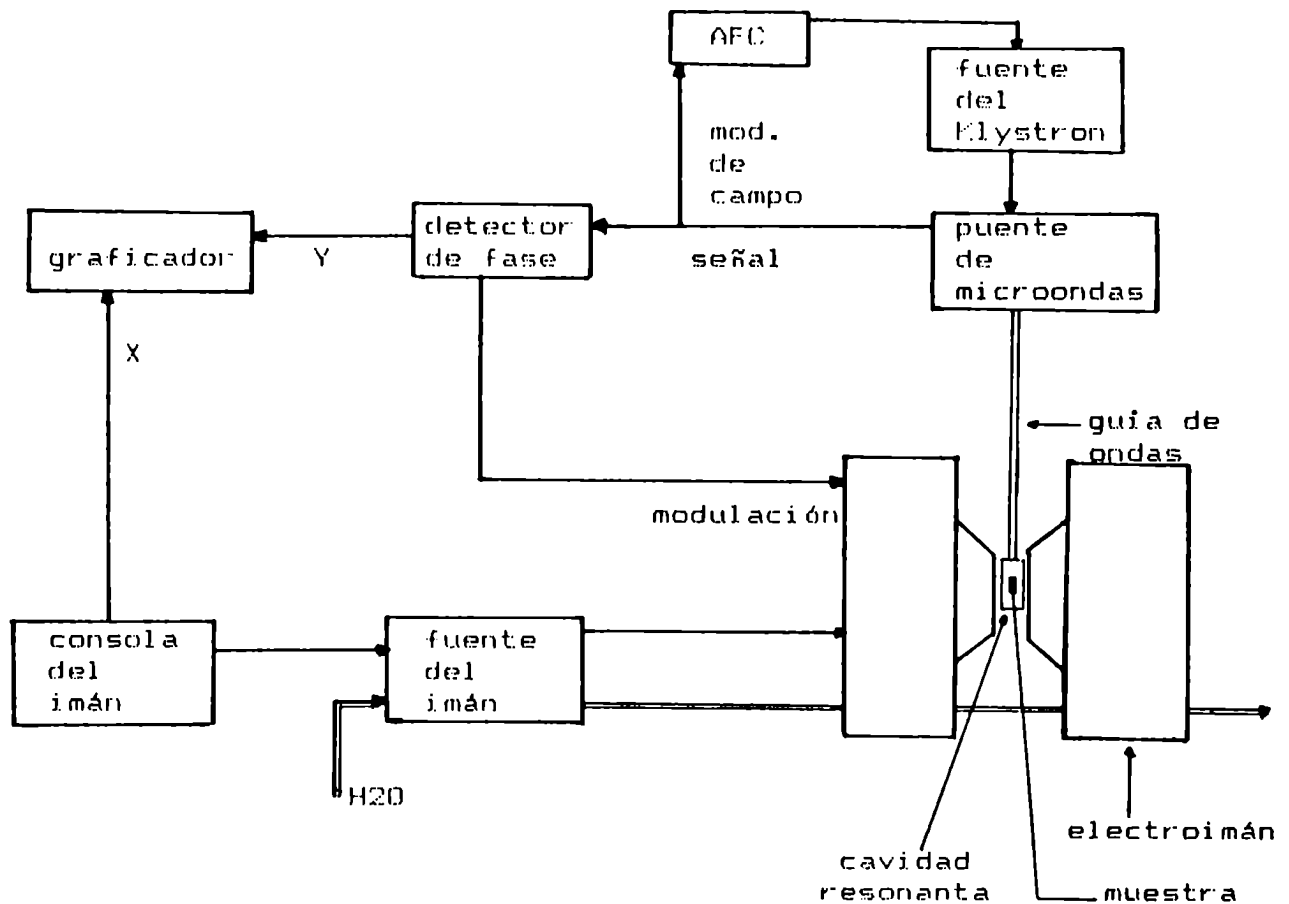 AFC
fuente
del
Klystron
mod.
de
campo
puente
de
microondas
detector
de fase
señal
graficador
Y
X
guia de
ondas
modulación
consola
del
imán
fuente
del
imán
H2O
electroimán
cavidad
resonanta
muestra